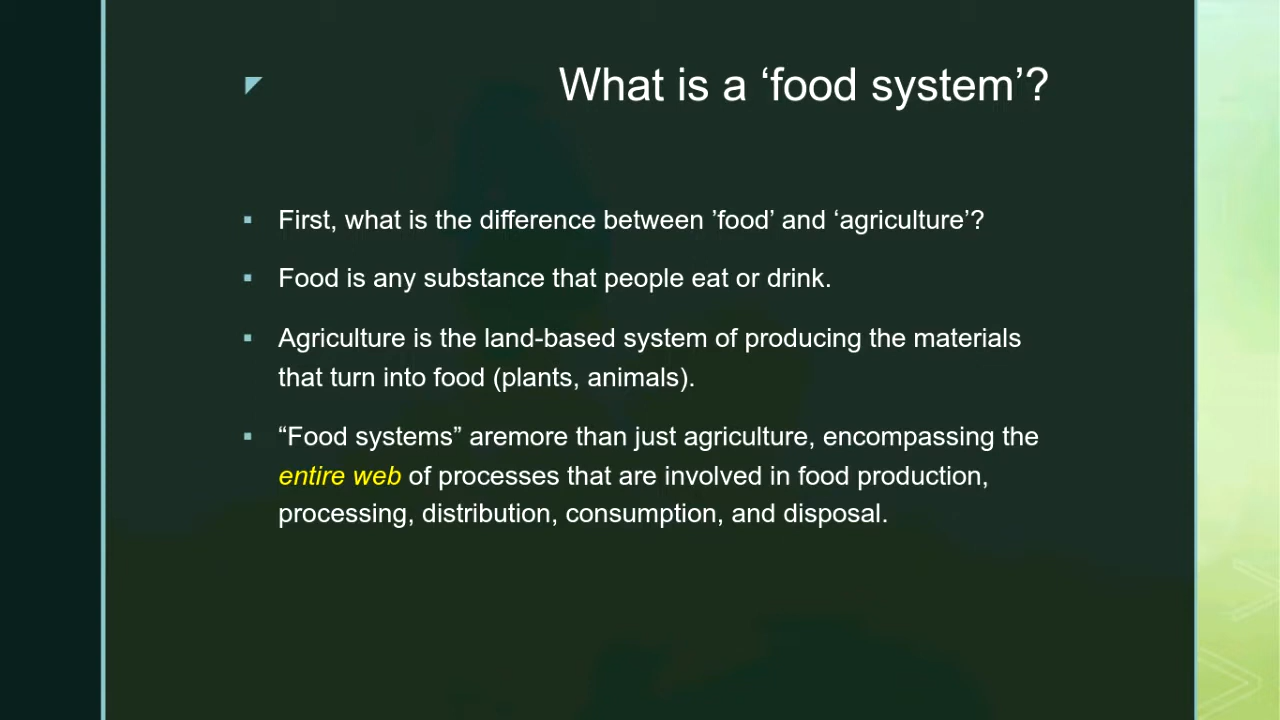 What is a ‘food system’?
▪ First, what is the difference between ’food’ and ‘agriculture’?
▪ Food is any substance that people eat or drink.
▪ Agriculture is the land-based system of producing the materials
that turn into food (plants, animals).
▪ “Food systems” aremore than just agriculture, encompassing the
entire web of processes that are involved in food production,
processing, distribution, consumption, and disposal.